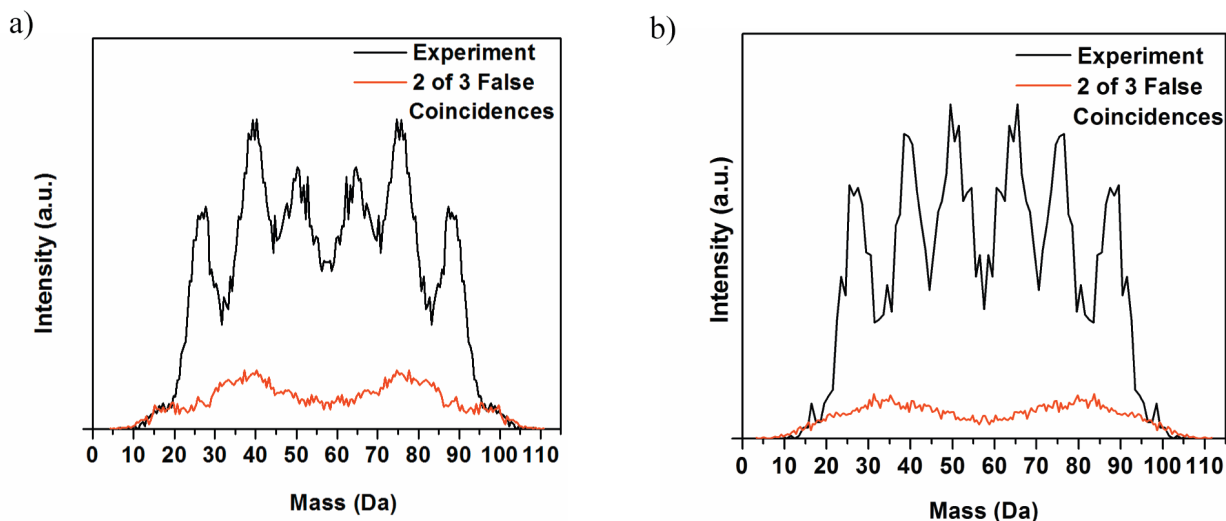 a)
Experiment
2 of 3 False
Coincidences
Intensity (a.u.)
0 10 20 30 40 50 60 70 80 90 100 110
Mass (Da)
b)
Experiment
2 of 3 False
Coincidences
Intensity (a.u.)
0 10 20 30 40 50 60 70 80 90 100 110
Mass (Da)